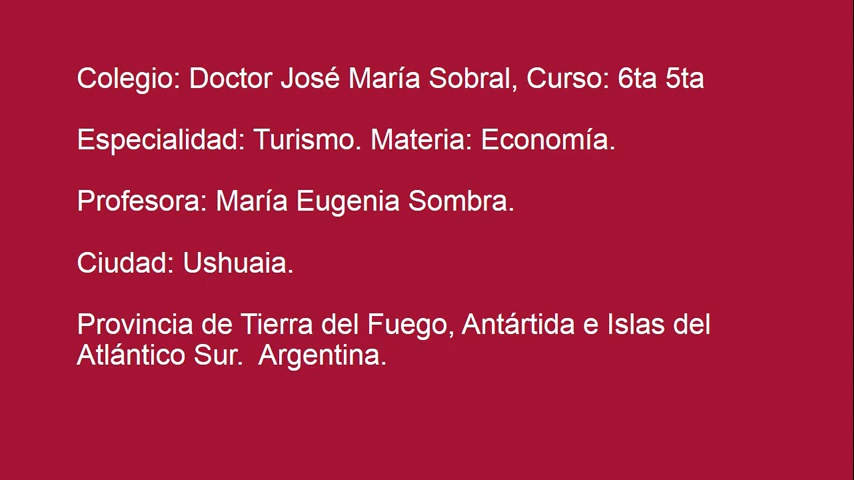 Colegio: Doctor José María Sobral, Curso: 6ta 5ta
Especialidad: Turismo. Materia: Economía.
Profesora: María Eugenia Sombra.
Ciudad: Ushuaia.
Provincia de Tierra del Fuego, Antártida e Islas del
Atlántico Sur.  Argentina.